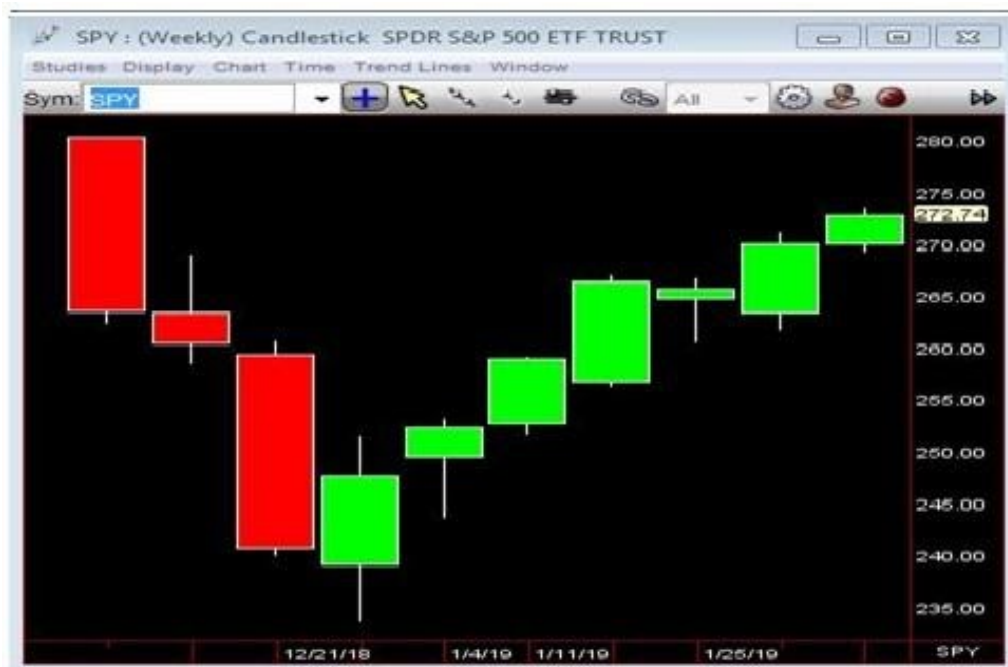 SPY : (Weekly) Candlestick SPDR S&P 500 ETF TRUST
Studies Display Chart Time Trend Lines Window
Sym: SPY All
280.00
275.00
272.74
270.00
265.00
260.00
255.00
250.00
245.00
240.00
235.00
12/21/18 1/4/19 1/11/19 1/25/19 SPY